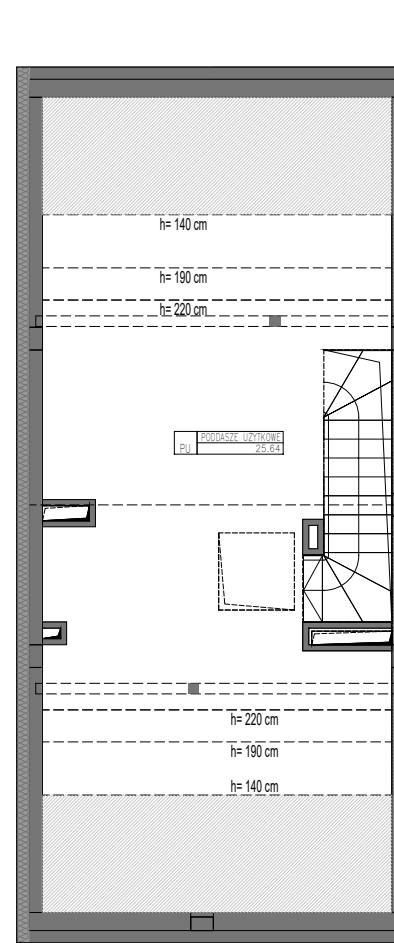 h= 140 cm
h= 190 cm
h= 220 cm
PODDASZE UŻYTKOWE
PU 25.64
h= 220 cm
h= 190 cm
h= 140 cm